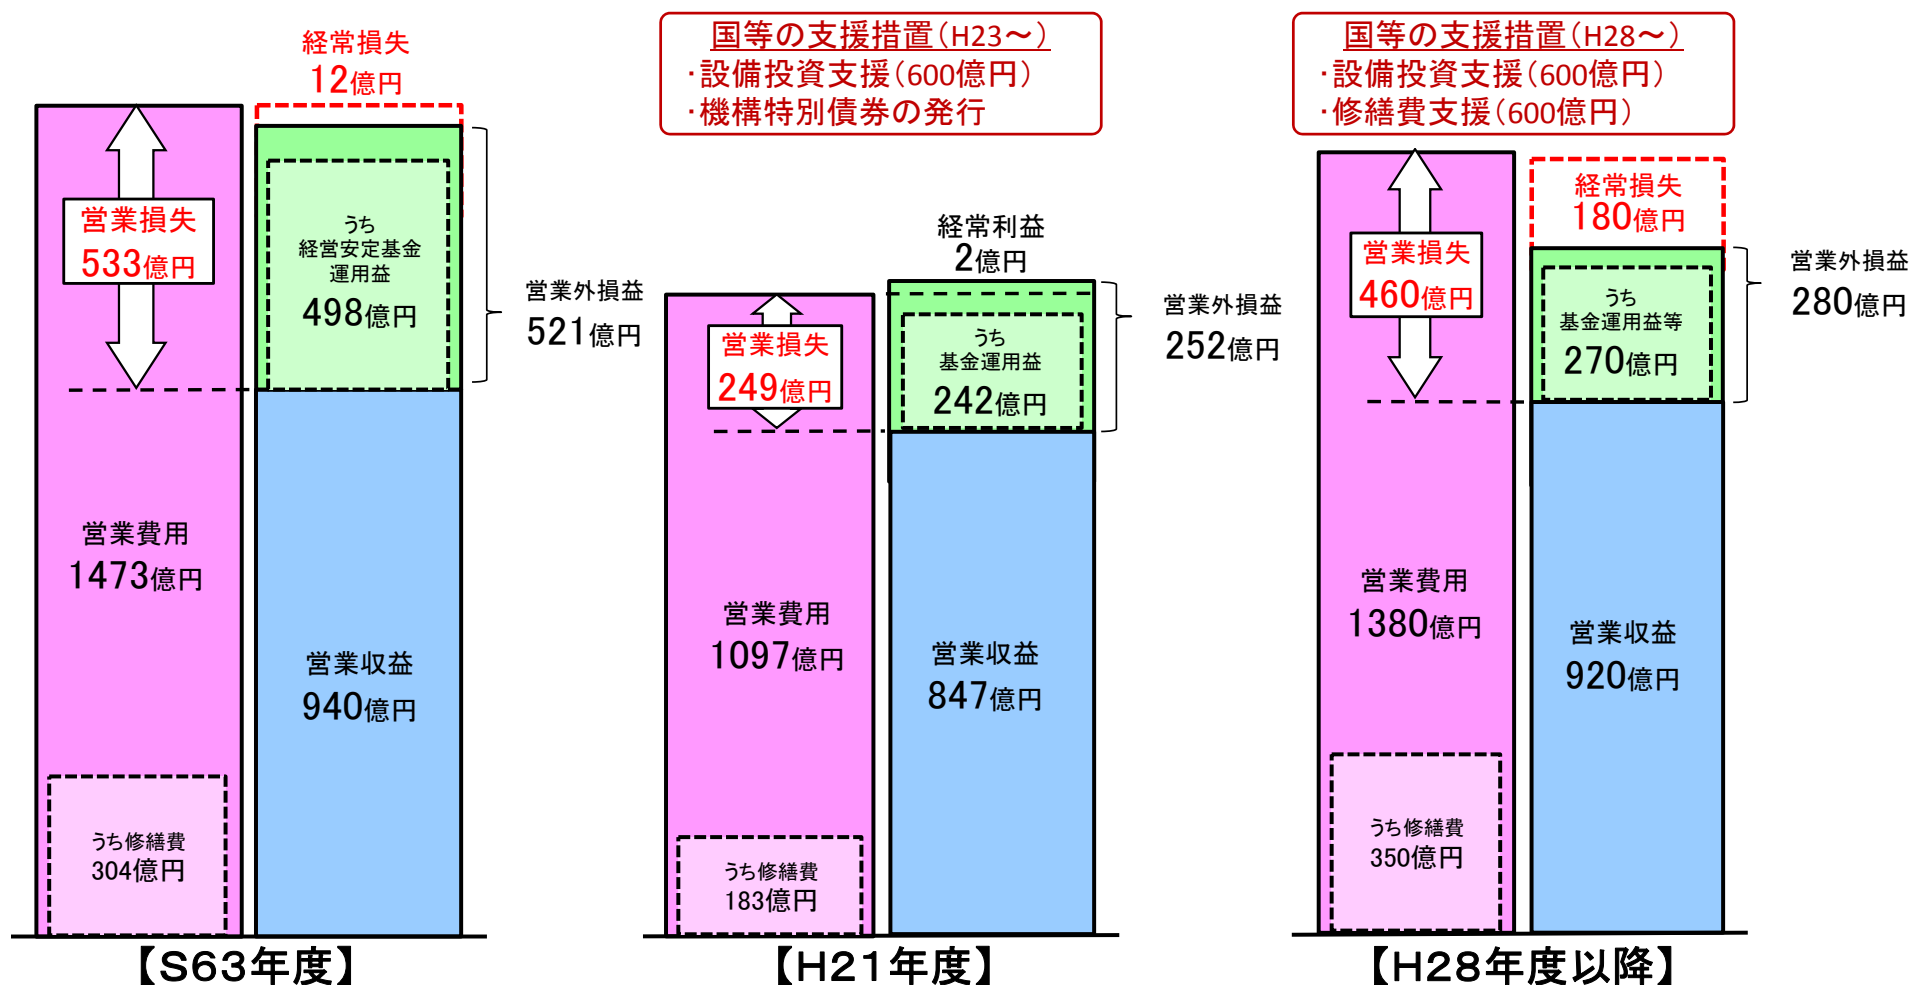 経常損失
12億円
営業損失
533億円
うち
経営安定基金
運用益
498億円
営業外損益
521億円
営業費用
1473億円
営業収益
940億円
うち修繕費
304億円
【S63年度】
国等の支援措置(H23～)
・設備投資支援(600億円)
・機構特別債券の発行
経常利益
2億円
営業損失
249億円
うち
基金運用益
242億円
営業外損益
252億円
営業費用
1097億円
営業収益
847億円
うち修繕費
183億円
【H21年度】
国等の支援措置(H28～)
・設備投資支援(600億円)
・修繕費支援(600億円)
経常損失
180億円
営業損失
460億円
うち
基金運用益等
270億円
営業外損益
280億円
営業費用
1380億円
営業収益
920億円
うち修繕費
350億円
【H28年度以降】